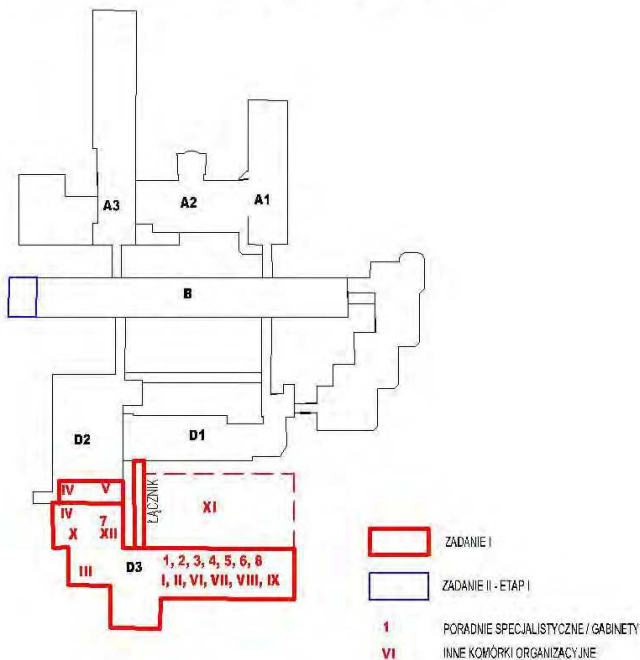 A3
A2
A1
B
D2
D1
ŁĄCZNIK
IV V
XI
IV
7
X XII
III
D3
1, 2, 3, 4, 5, 6, 8
I, II, VI, VII, VIII, IX
ZADANIE I
ZADANIE II - ETAP I
1 PORADNIE SPECJALISTYCZNE / GABINETY
VI INNE KOMÓRKI ORGANIZACYJNE